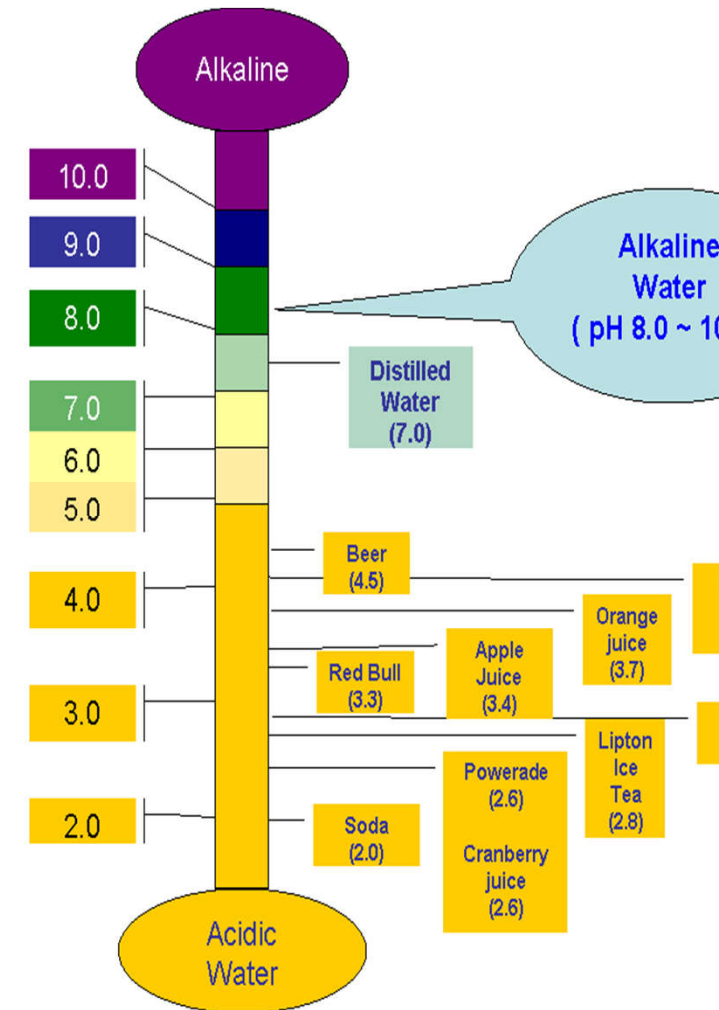 Alkaline
10.0
9.0
8.0
7.0
6.0
5.0
4.0
3.0
2.0
Alkaline
Water
( pH 8.0 ~
Distilled
Water
(7.0)
Beer
(4.5)
Orange
juice
(3.7)
Apple
Juice
(3.4)
Red Bull
(3.3)
Lipton
Ice
Tea
(2.8)
Powerade
(2.6)
Cranberry
juice
(2.6)
Soda
(2.0)
Acidic
Water